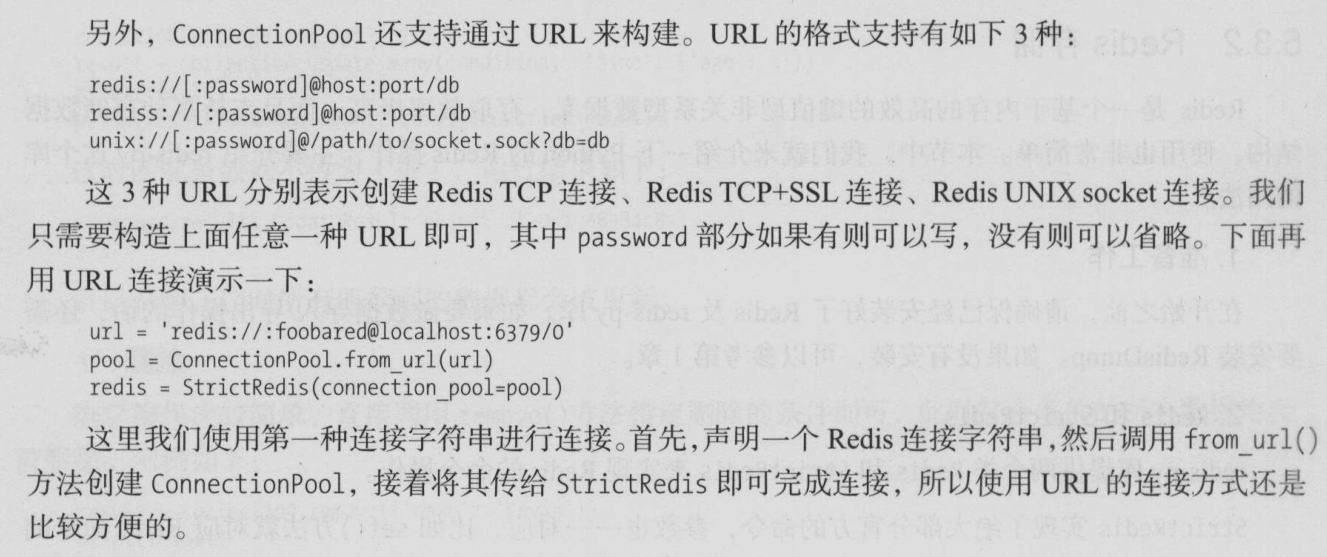 另外，ConnectionPool 还支持通过 URL 来构建。URL 的格式支持有如下 3 种：
redis://[:password]@host:port/db
rediss://[:password]@host:port/db
unix://[:password]@/path/to/socket.sock?db=db
这 3 种 URL 分别表示创建 Redis TCP 连接、Redis TCP+SSL 连接、Redis UNIX socket 连接。我们
只需要构造上面任意一种 URL 即可，其中 password 部分如果有则可以写，没有则可以省略。下面再
用 URL 连接演示一下：
url = 'redis://:foobared@localhost:6379/0'
pool = ConnectionPool.from_url(url)
redis = StrictRedis(connection_pool=pool)
这里我们使用第一种连接字符串进行连接。首先，声明一个 Redis 连接字符串，然后调用 from_url()
方法创建 ConnectionPool，接着将其传给 StrictRedis 即可完成连接，所以使用 URL 的连接方式还是
比较方便的。